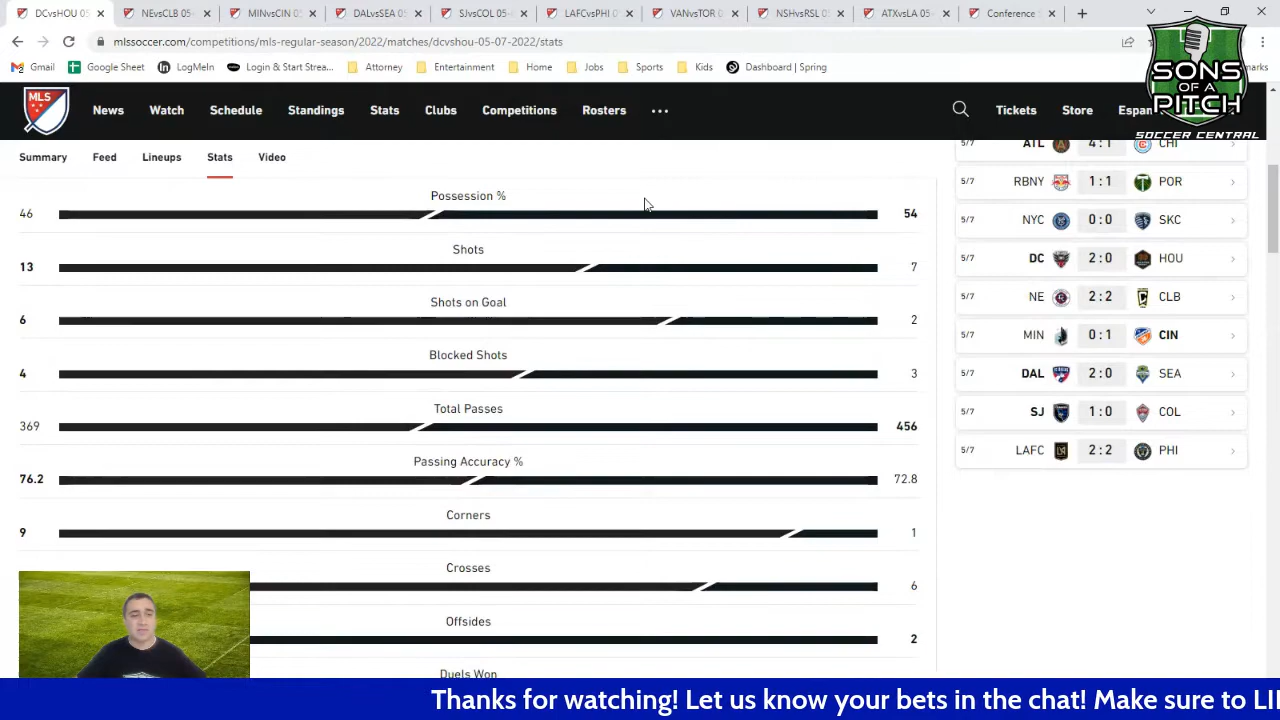 DCvsHOU 05
NEvsCLB 05
MINvsCIN 05
DALvsSEA 05
SJvsCOL 05-
LAFCvsPHI 0
VANvsTOR
NSHvsRSL 05
ATXvsLA 05-
Conference
mlssoccer.com/competitions/mls-regular-season/2022/matches/dcvshou-05-07-2022/stats
Gmail
Google Sheet
LogMeIn
Login & Start Strea...
Attorney
Entertainment
Home
Jobs
Sports
Kids
Dashboard | Spring
SONS
OF A
PITCH
SOCCER CENTRAL
MLS
News
Watch
Schedule
Standings
Stats
Clubs
Competitions
Rosters
Tickets
Store
Summary
Feed
Lineups
Stats
Video
Possession %
46 54
Shots
13 7
Shots on Goal
6 2
Blocked Shots
4 3
Total Passes
369 456
Passing Accuracy %
76.2 72.8
Corners
9 1
Crosses
6
Offsides
2
Duels Won
ATL 4:1 CHI
5/7 RBNY 1:1 POR
5/7 NYC 0:0 SKC
5/7 DC 2:0 HOU
5/7 NE 2:2 CLB
5/7 MIN 0:1 CIN
5/7 DAL 2:0 SEA
5/7 SJ 1:0 COL
5/7 LAFC 2:2 PHI
Thanks for watching! Let us know your bets in the chat! Make sure to LI